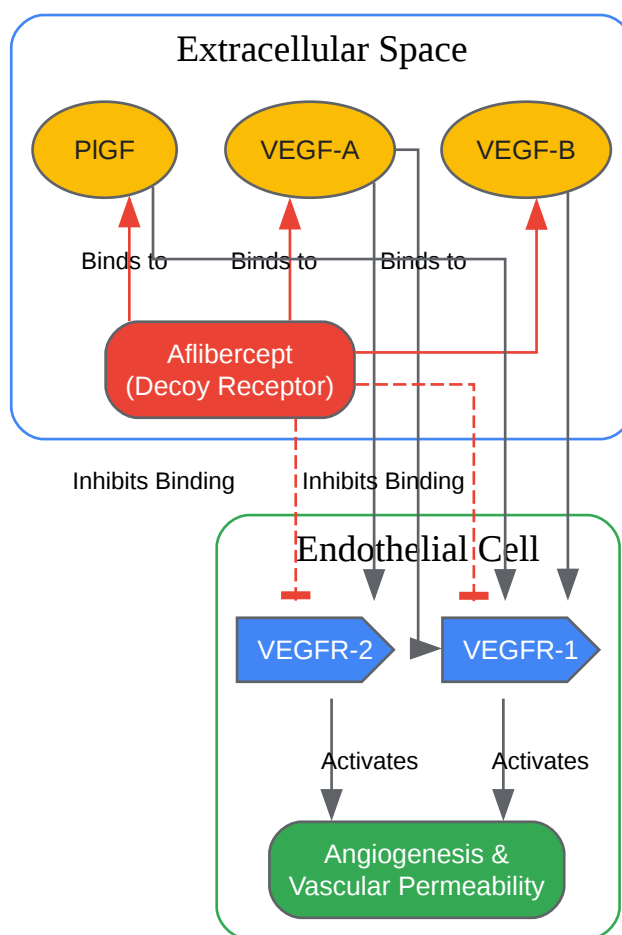 Extracellular Space
PlGF
VEGF-A
VEGF-B
Binds to
Binds to
Binds to
Aflibercept
(Decoy Receptor)
Inhibits Binding
Inhibits Binding
Endothelial Cell
VEGFR-2
VEGFR-1
Activates
Activates
Angiogenesis &
Vascular Permeability